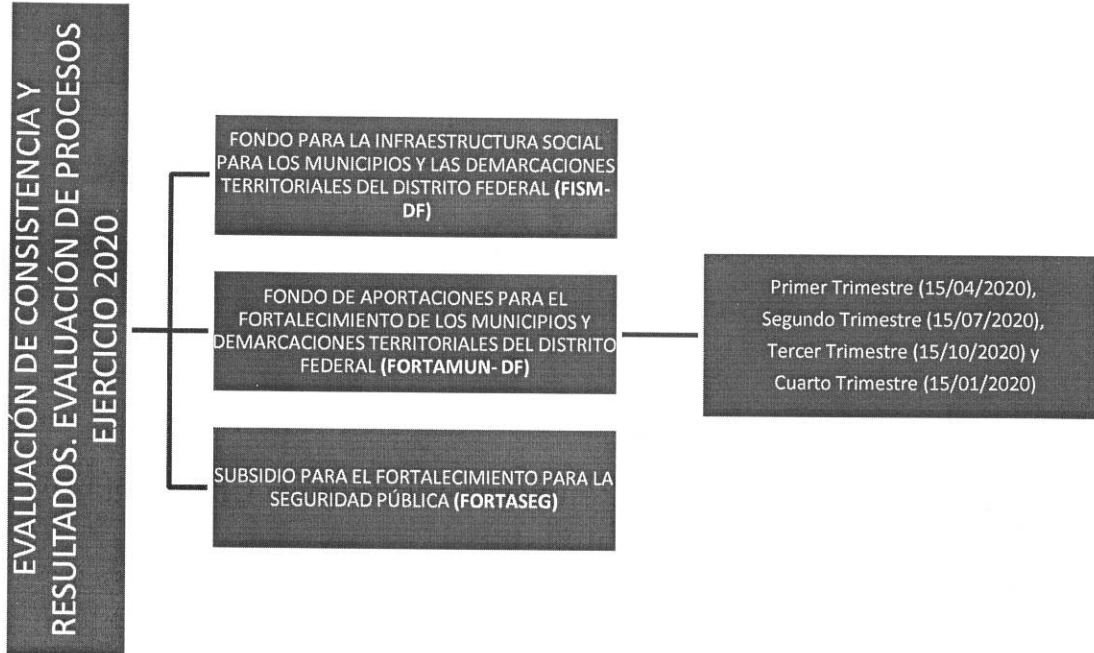 EVALUACIÓN DE CONSISTENCIA Y
RESULTADOS. EVALUACIÓN DE PROCESOS
EJERCICIO 2020
FONDO PARA LA INFRAESTRUCTURA SOCIAL
PARA LOS MUNICIPIOS Y LAS DEMARCACIONES
TERRITORIALES DEL DISTRITO FEDERAL (FISM-
DF)
FONDO DE APORTACIONES PARA EL
FORTALECIMIENTO DE LOS MUNICIPIOS Y
DEMARCACIONES TERRITORIALES DEL DISTRITO
FEDERAL (FORTAMUN- DF)
SUBSIDIO PARA EL FORTALECIMIENTO PARA LA
SEGURIDAD PÚBLICA (FORTASEG)
Primer Trimestre (15/04/2020),
Segundo Trimestre (15/07/2020),
Tercer Trimestre (15/10/2020) y
Cuarto Trimestre (15/01/2020)